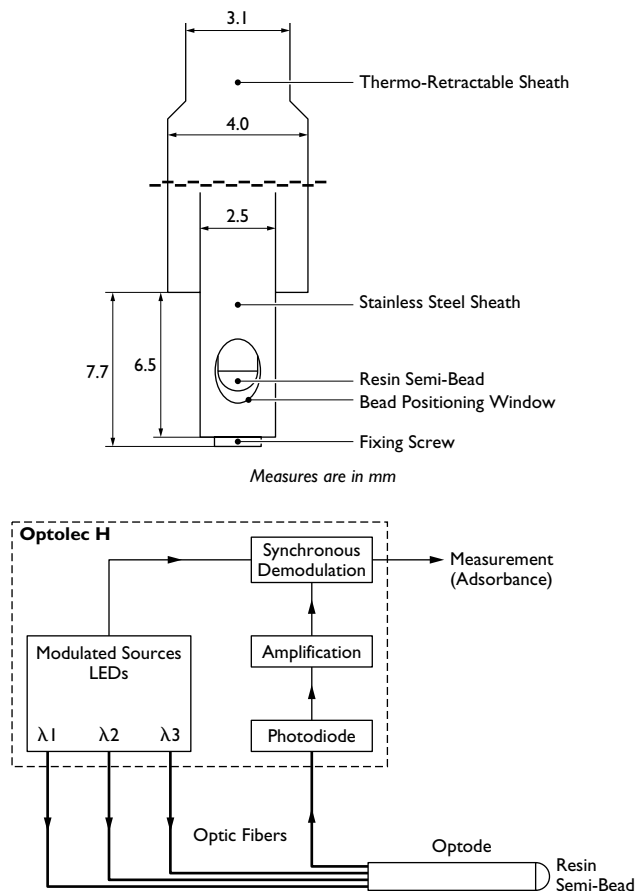 3.1
Thermo-Retractable Sheath
4.0
2.5
Stainless Steel Sheath
7.7
6.5
Resin Semi-Bead
Bead Positioning Window
Fixing Screw
Measures are in mm
Optolec H
Synchronous
Demodulation
Measurement
(Adsorbance)
Modulated Sources
LEDs
Amplification
λ1 λ2 λ3
Photodiode
Optic Fibers
Optode
Resin
Semi-Bead